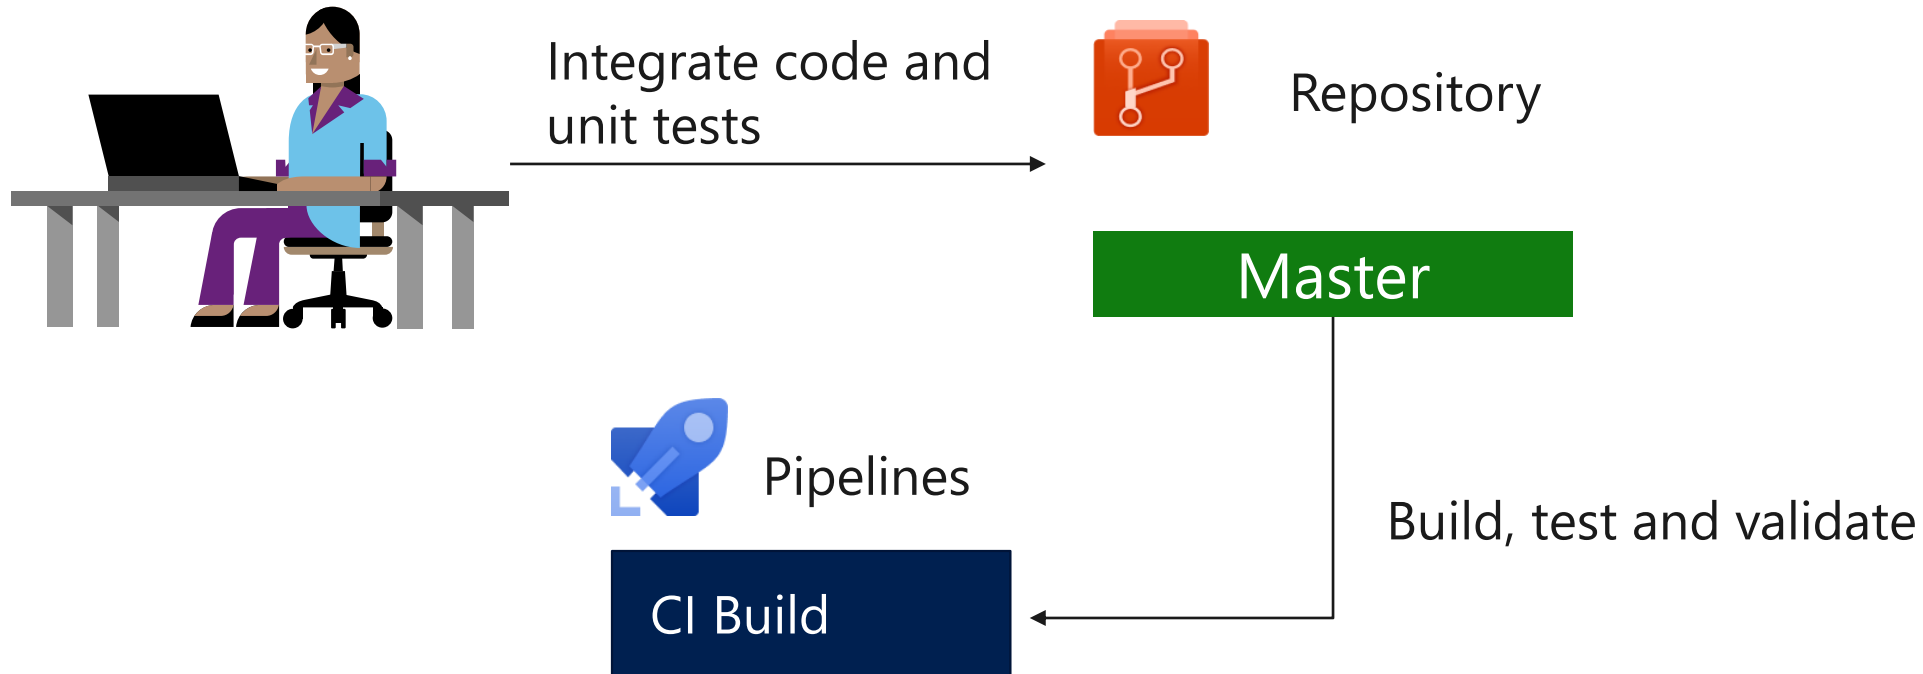 Integrate code and
unit tests
Repository
Master
Pipelines
Build, test and validate
CI Build